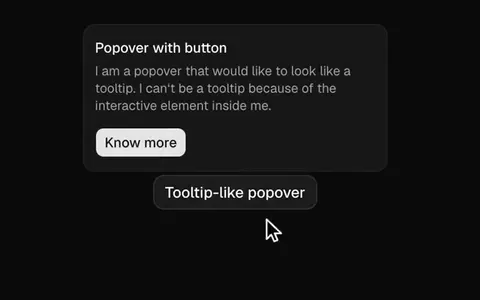 Popover with button
I am a popover that would like to look like a
tooltip. I can't be a tooltip because of the
interactive element inside me.
Know more
Tooltip-like popover